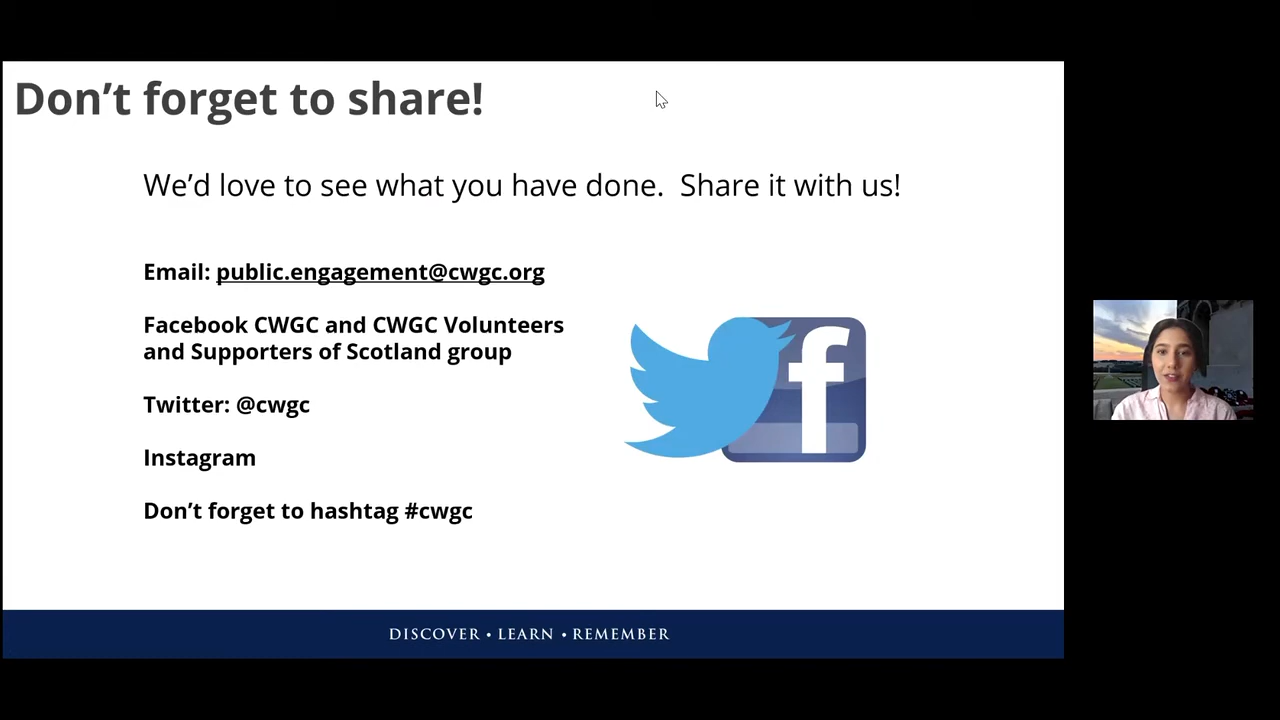 Don’t forget to share!
We’d love to see what you have done.  Share it with us!
Email: public.engagement@cwgc.org
Facebook CWGC and CWGC Volunteers
and Supporters of Scotland group
Twitter: @cwgc
Instagram
Don’t forget to hashtag #cwgc
f
DISCOVER • LEARN • REMEMBER